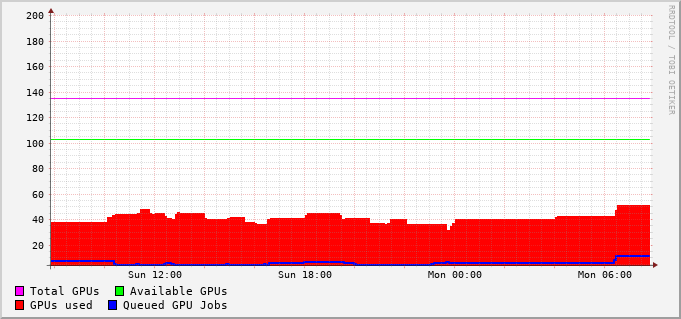 200
180
160
140
120
100
80
60
40
20
Sun 12:00 Sun 18:00 Mon 00:00 Mon 06:00
Total GPUs Available GPUs
GPUs used Queued GPU Jobs
RRDTOOL / TOBI OETIKER